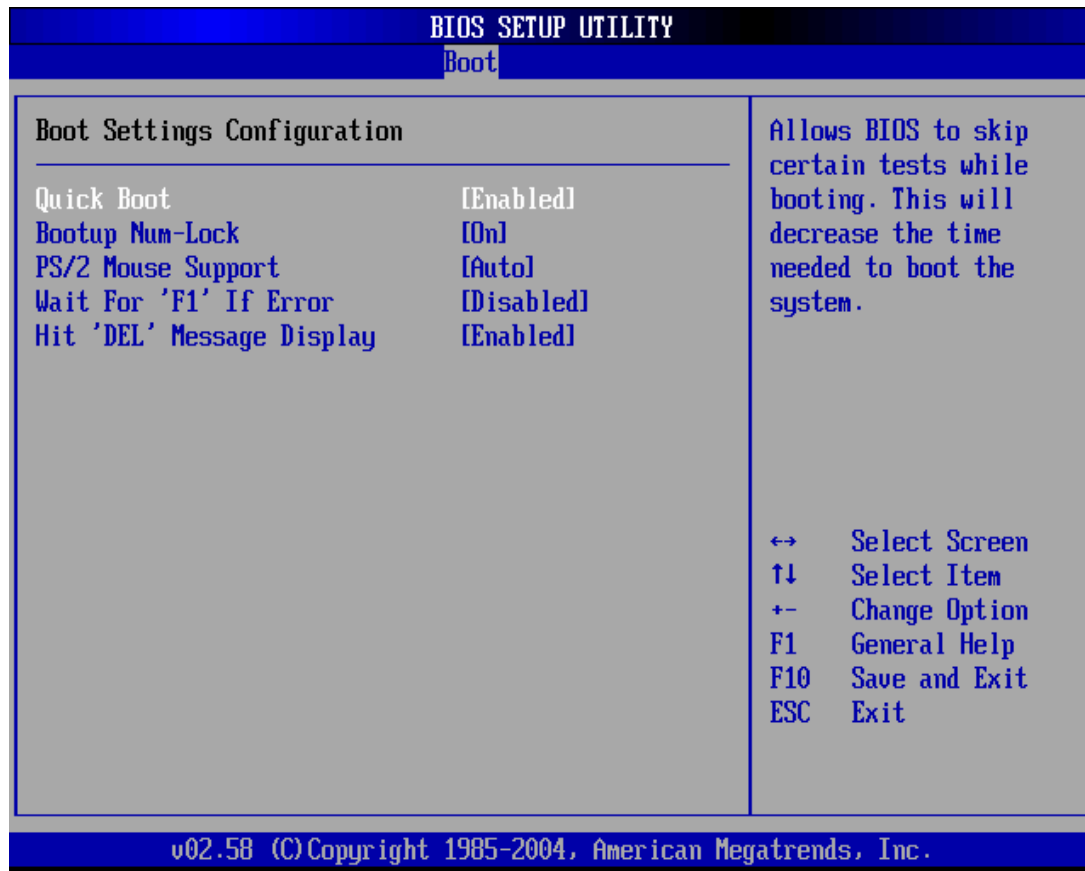 BIOS SETUP UTILITY
Boot
Boot Settings Configuration
Quick Boot [Enabled]
Bootup Num-Lock [On]
PS/2 Mouse Support [Auto]
Wait For 'F1' If Error [Disabled]
Hit 'DEL' Message Display [Enabled]
Allows BIOS to skip
certain tests while
booting. This will
decrease the time
needed to boot the
system.
←→ Select Screen
↑↓ Select Item
+- Change Option
F1 General Help
F10 Save and Exit
ESC Exit
v02.58 (C)Copyright 1985-2004, American Megatrends, Inc.